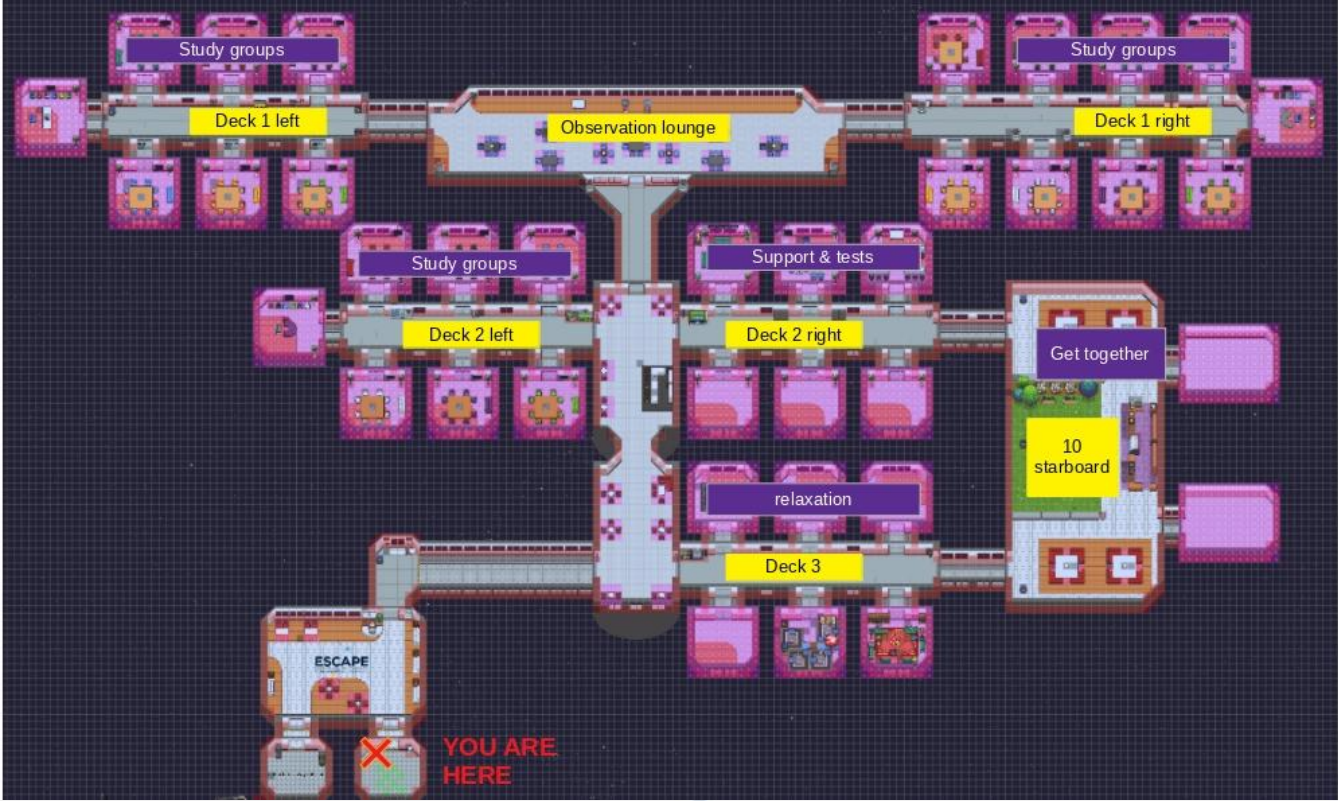 Study groups
Study groups
Deck 1 left
Observation lounge
Deck 1 right
Study groups
Support & tests
Deck 2 left
Deck 2 right
Get together
10
starboard
relaxation
Deck 3
ESCAPE
YOU ARE
HERE